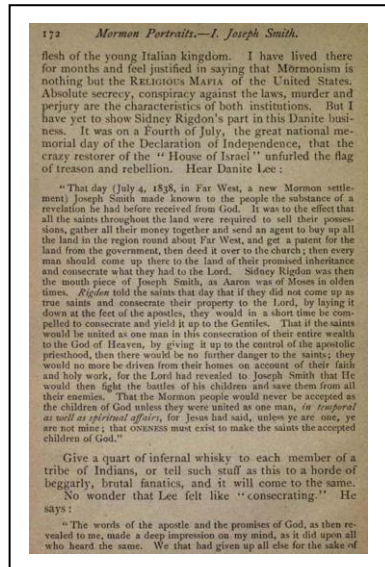 172 Mormon Portraits.—I. Joseph Smith.
flesh of the young Italian kingdom. I have lived there
for months and feel justified in saying that Mormonism is
nothing but the RELIGIOUS MAFIA of the United States.
Absolute secrecy, conspiracy against the laws, murder and
perjury are the characteristics of both institutions. But I
have yet to show Sidney Rigdon's part in this Danite busi-
ness. It was on a Fourth of July, the great national me-
morial day of the Declaration of Independence, that the
crazy restorer of the "House of Israel" unfurled the flag
of treason and rebellion. Hear Danite Lee:
"That day (July 4, 1838, in Far West, a new Mormon settle-
ment) Joseph Smith made known to the people the substance of a
revelation he had before received from God. It was to the effect that
all the saints throughout the land were required to sell their posses-
sions, gather all their money together and send an agent to buy up all
the land in the region round about Far West, and get a patent for the
land from the government, then deed it over to the church; then every
man should come up there to the land of their promised inheritance
and consecrate what they had to the Lord. Sidney Rigdon was then
the mouth piece of Joseph Smith, as Aaron was of Moses in olden
times. Rigdon told the saints that day that if they did not come up as
true saints and consecrate their property to the Lord, by laying it
down at the feet of the apostles, they would in a short time be com-
pelled to consecrate and yield it up to the Gentiles. That if the saints
would be united as one man in this consecration of their entire wealth
to the God of Heaven, by giving it up to the control of the apostolic
priesthood, then there would be no further danger to the saints; they
would no more be driven from their homes on account of their faith
and holy work, for the Lord had revealed to Joseph Smith that He
would then fight the battles of his children and save them from all
their enemies. That the Mormon people would never be accepted as
the children of God unless they were united as one man, in temporal
as well as spiritual affairs, for Jesus had said, unless ye are one, ye
are not mine; that ONENESS must exist to make the saints the accepted
children of God."
Give a quart of infernal whisky to each member of a
tribe of Indians, or tell such stuff as this to a horde of
beggarly, brutal fanatics, and it will come to the same.
No wonder that Lee felt like "consecrating." He
says:
"The words of the apostle and the promises of God, as then re-
vealed to me, made a deep impression on my mind, as it did upon all
who heard the same. We that had given up all else for the sake of